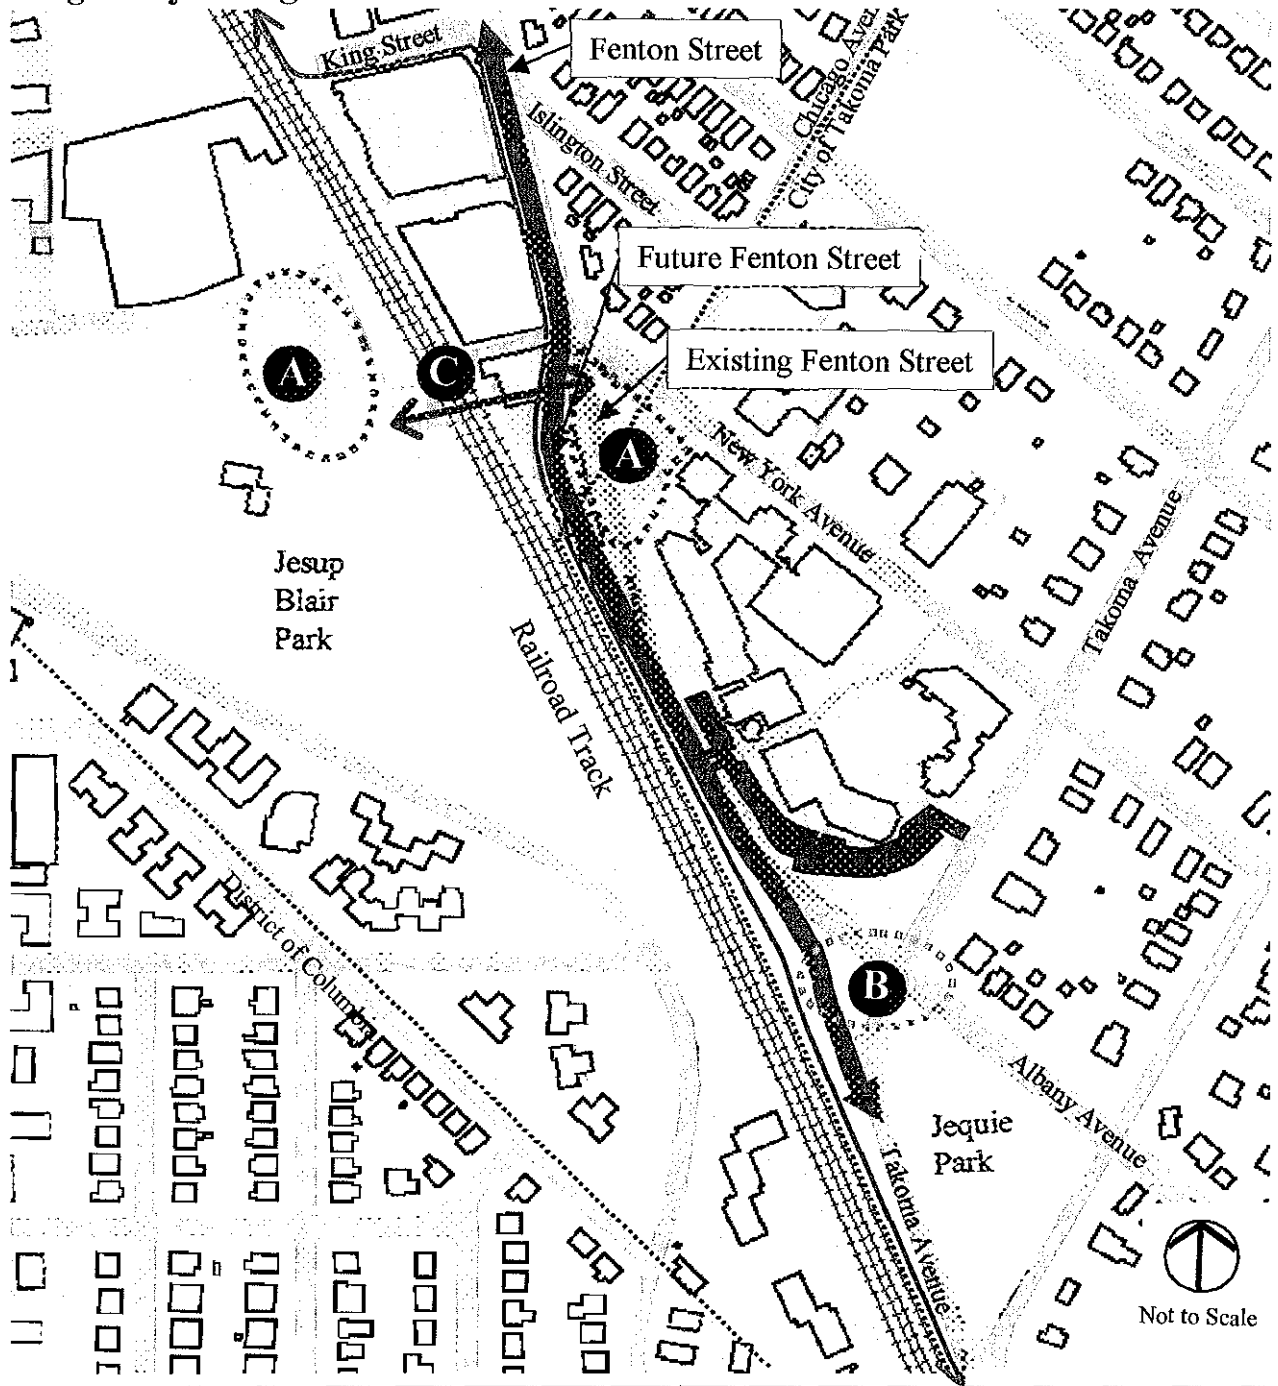 King Street
Fenton Street
Chicago Aven
City of Takoma Park
Islington Street
Future Fenton Street
Existing Fenton Street
A
C
A
New York Avenue
Takoma Avenue
Jesup
Blair
Park
Railroad Track
District of Columbia
B
Albany Avenue
Jequie
Park
Takoma Avenue
Not to Scale